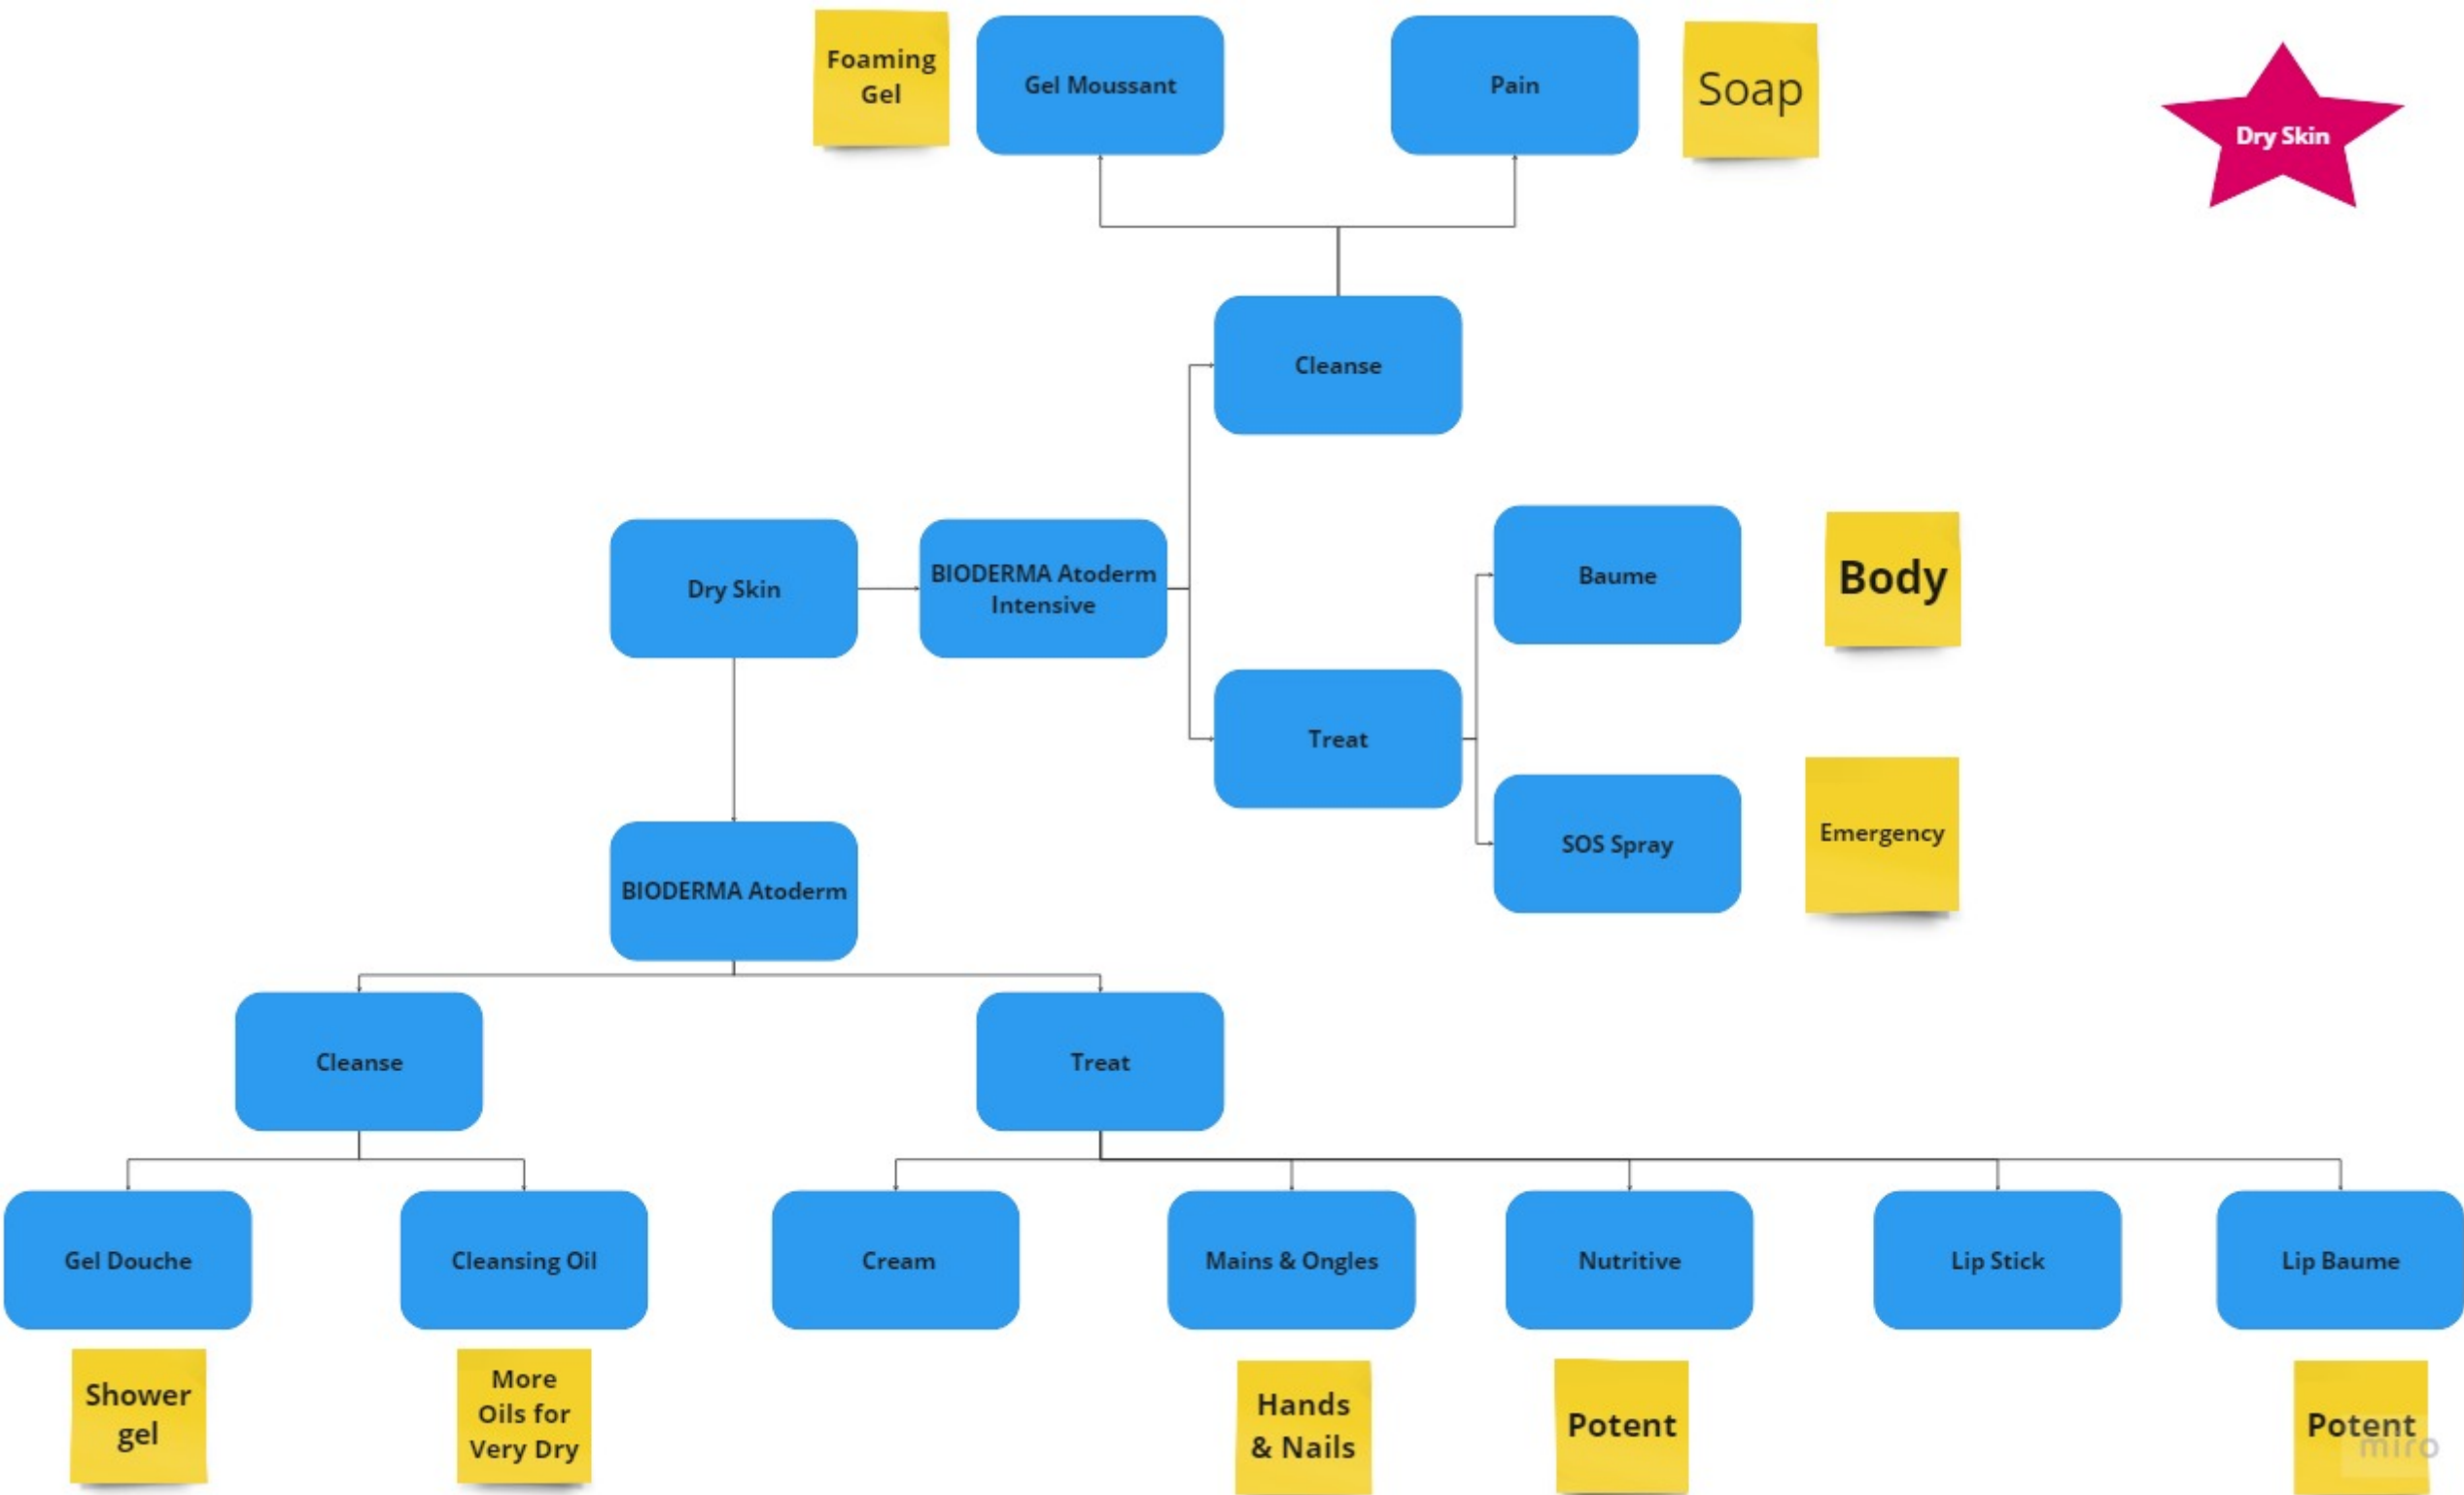 Foaming
Gel
Gel Moussant
Pain
Soap
Dry Skin
Cleanse
Dry Skin
BIODERMA Atoderm
Intensive
Baume
Body
Treat
SOS Spray
Emergency
BIODERMA Atoderm
Cleanse
Treat
Gel Douche
Cleansing Oil
Cream
Mains & Ongles
Nutritive
Lip Stick
Lip Baume
Shower
gel
More
Oils for
Very Dry
Hands
& Nails
Potent
Potent
miro